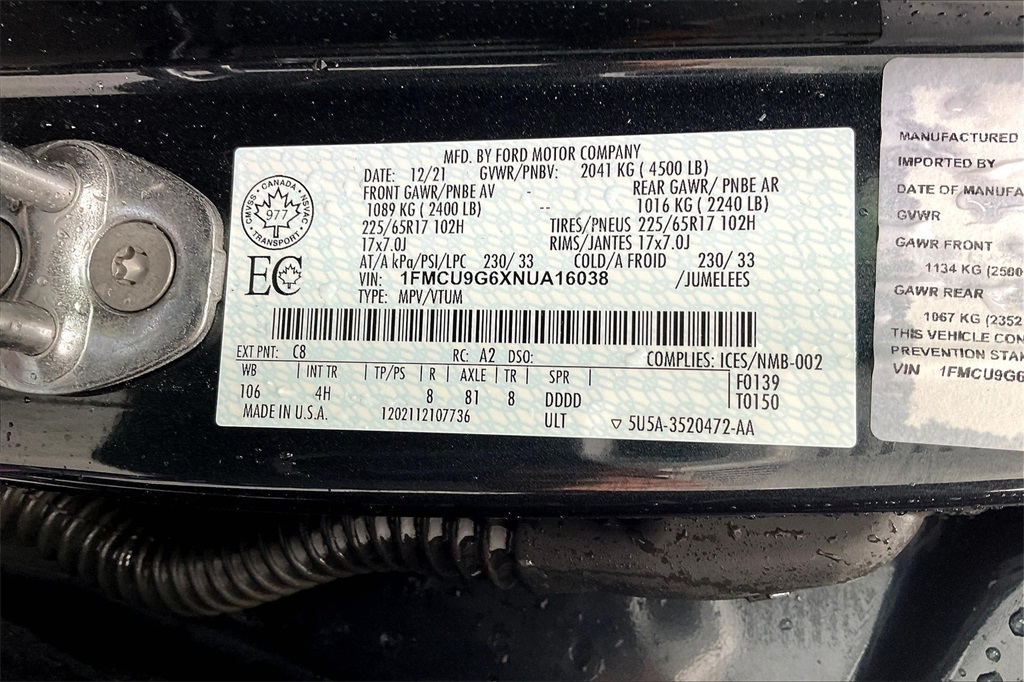 MFD. BY FORD MOTOR COMPANY
DATE: 12/21 GVWR/PNBV: 2041 KG ( 4500 LB)
FRONT GAWR/PNBE AV - REAR GAWR/ PNBE AR
1089 KG ( 2400 LB) -- 1016 KG ( 2240 LB)
225/65R17 102H TIRES/PNEUS 225/65R17 102H
17x7.0J RIMS/JANTES 17x7.0J
AT/A kPa/PSI/LPC 230/ 33 COLD/A FROID 230/ 33
VIN: 1FMCU9G6XNUA16038 /JUMELEES
TYPE: MPV/VTUM
CANADA
CMVSS NSVAC
977
TRANSPORT
EC
EXT PNT: C8 RC: A2 DSO: COMPLIES: ICES/NMB-002
WB INT TR TP/PS R AXLE TR SPR F0139
106 4H 8 81 8 DDDD T0150
MADE IN U.S.A. 1202112107736 ULT ▽ 5U5A-3520472-AA
MANUFACTURED
IMPORTED BY
DATE OF MANUFA
GVWR
GAWR FRONT
1134 KG (2500
GAWR REAR
1067 KG (2352
THIS VEHICLE CON
PREVENTION STAN
VIN 1FMCU9G6